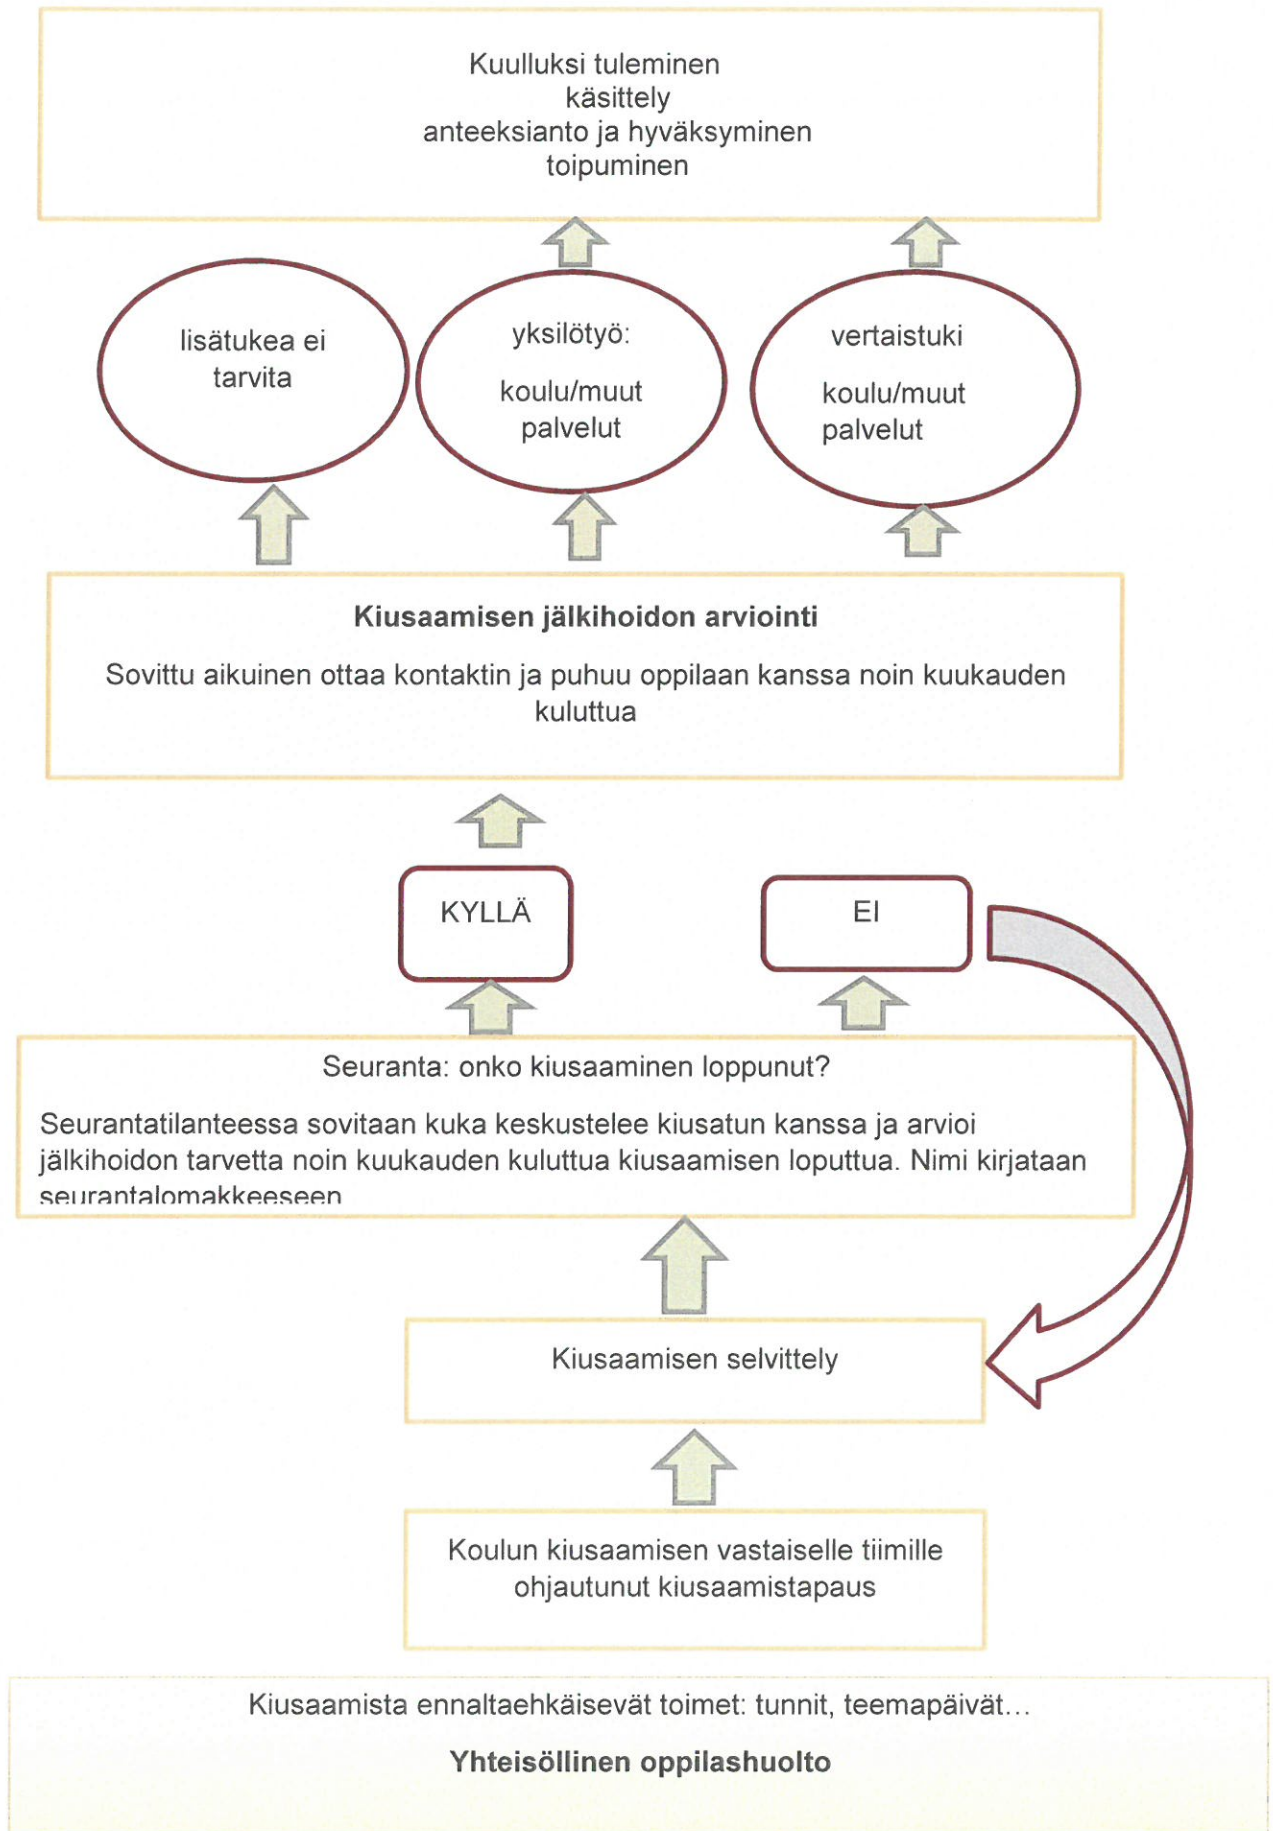 Kuulluksi tuleminen
käsittely
anteeksianto ja hyväksyminen
toipuminen
lisätukea ei
tarvita
yksilötyö:
koulu/muut
palvelut
vertaistuki
koulu/muut
palvelut
Kiusaamisen jälkihoidon arviointi
Sovittu aikuinen ottaa kontaktin ja puhuu oppilaan kanssa noin kuukauden
kuluttua
KYLLÄ
EI
Seuranta: onko kiusaaminen loppunut?
Seurantatilanteessa sovitaan kuka keskustelee kiusatun kanssa ja arvioi
jälkihoidon tarvetta noin kuukauden kuluttua kiusaamisen loputtua. Nimi kirjataan
seurantalomakkeeseen
Kiusaamisen selvittely
Koulun kiusaamisen vastaiselle tiimille
ohjautunut kiusaamistapaus
Kiusaamista ennaltaehkäisevät toimet: tunnit, teemapäivät…
Yhteisöllinen oppilashuolto